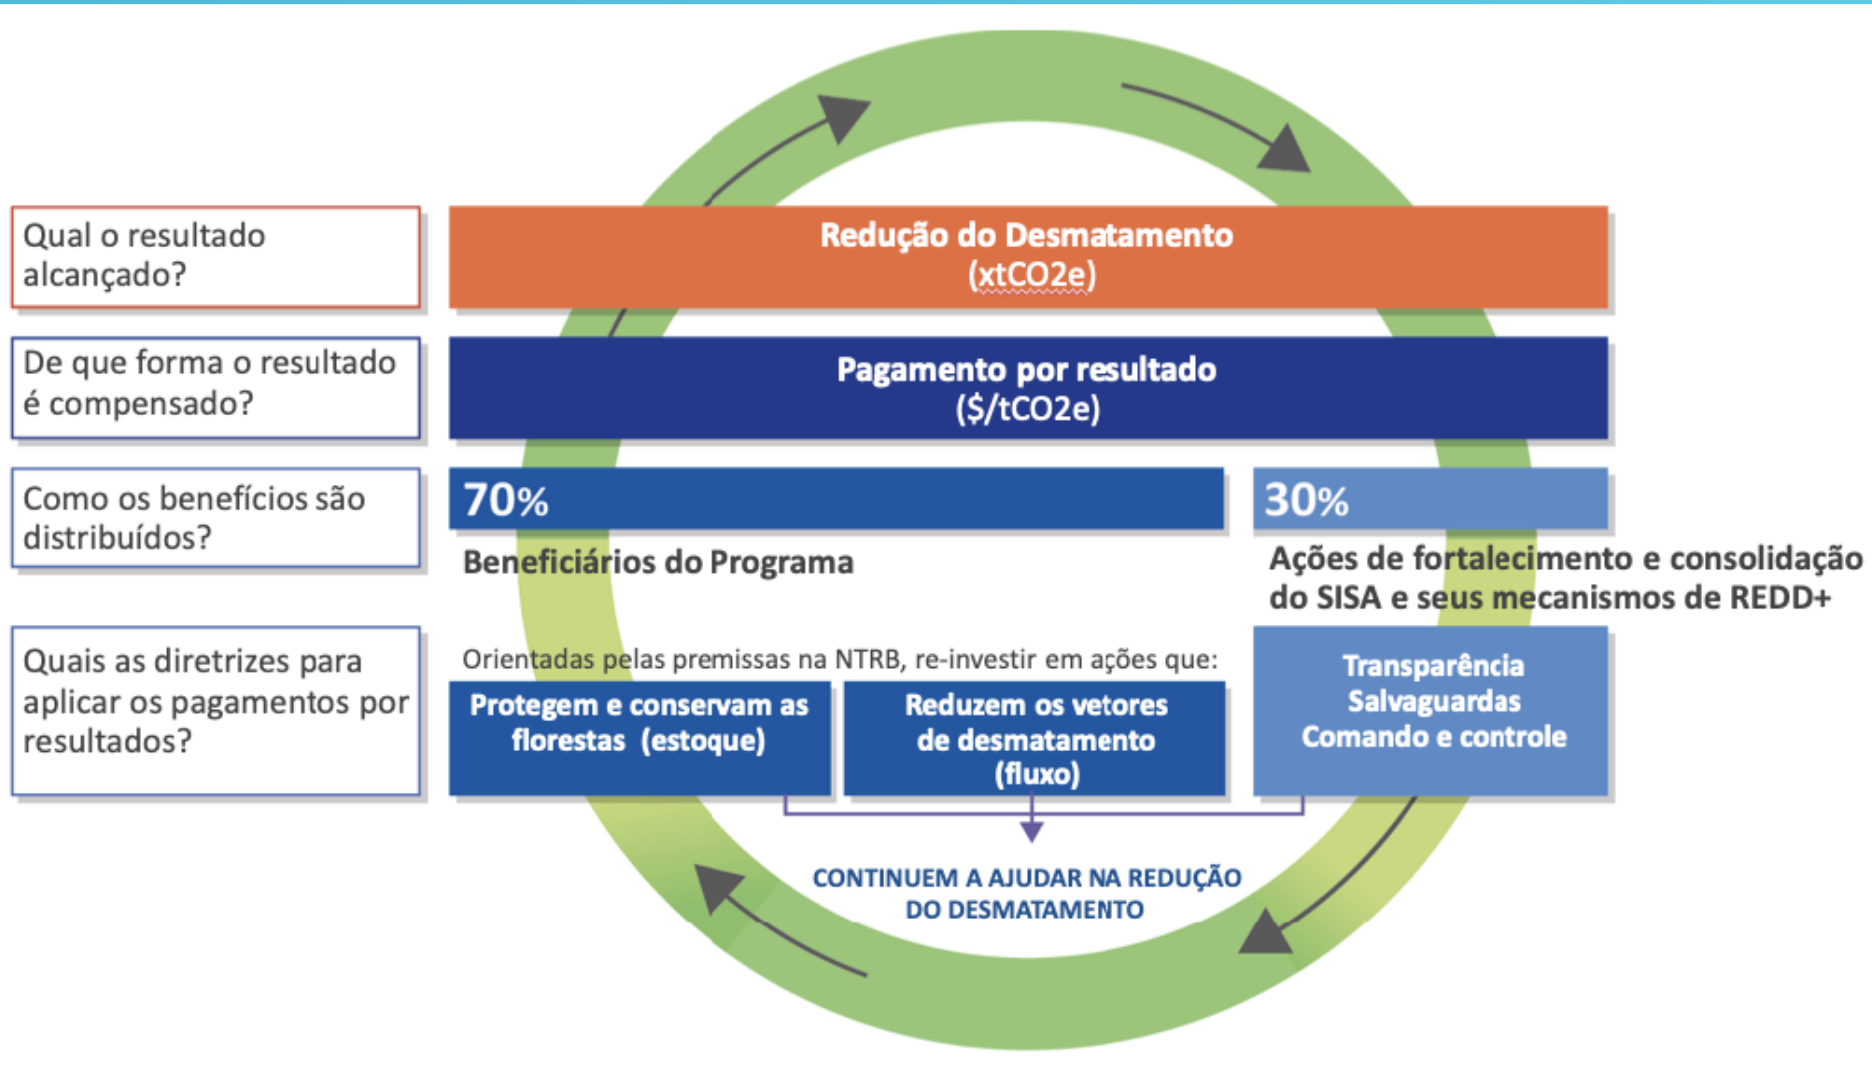 Qual o resultado
alcançado?
Redução do Desmatamento
(xtCO2e)
De que forma o resultado
é compensado?
Pagamento por resultado
($/tCO2e)
Como os benefícios são
distribuídos?
70%
Beneficiários do Programa
30%
Ações de fortalecimento e consolidação
do SISA e seus mecanismos de REDD+
Quais as diretrizes para
aplicar os pagamentos por
resultados?
Orientadas pelas premissas na NTRB, re-investir em ações que:
Protegem e conservam as
florestas (estoque)
Reduzem os vetores
de desmatamento
(fluxo)
Transparência
Salvaguardas
Comando e controle
CONTINUEM A AJUDAR NA REDUÇÃO
DO DESMATAMENTO